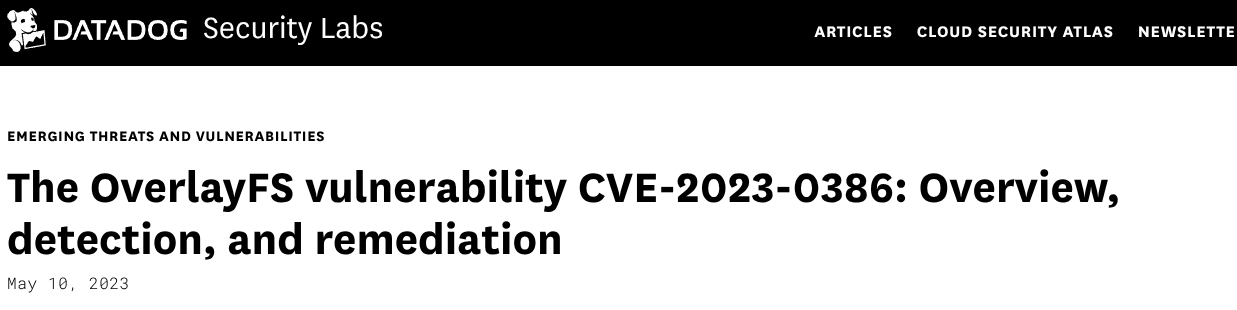 DATADOG Security Labs
ARTICLES CLOUD SECURITY ATLAS NEWSLETTE
EMERGING THREATS AND VULNERABILITIES
The OverlayFS vulnerability CVE-2023-0386: Overview,
detection, and remediation
May 10, 2023